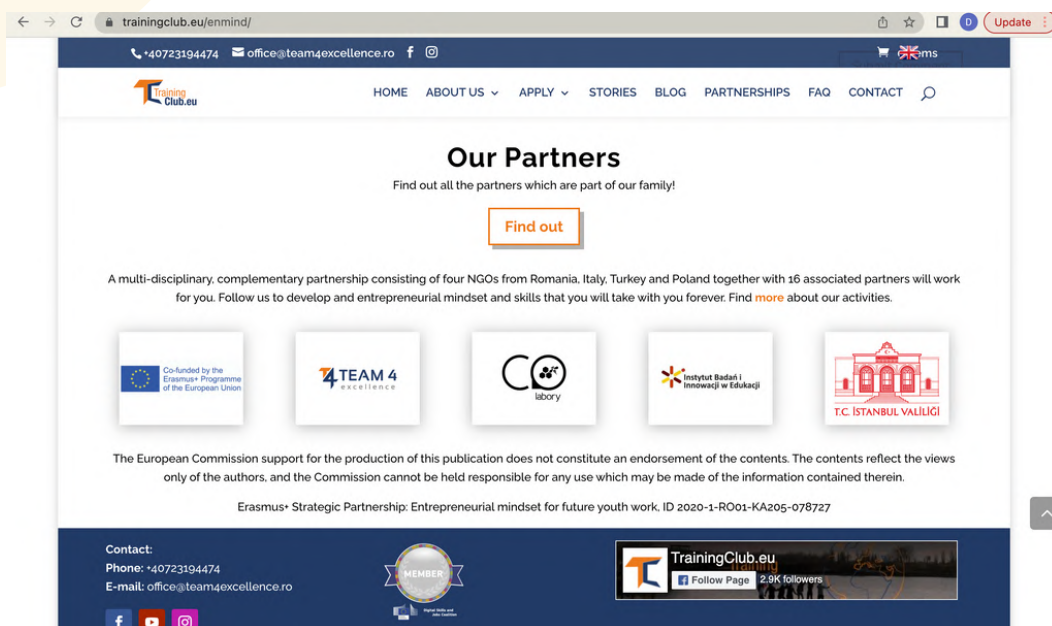 trainingclub.eu/enmind/
D
Update
+40723194474 office@team4excellence.ro
Training
Club.eu
HOME ABOUT US APPLY STORIES BLOG PARTNERSHIPS FAQ CONTACT
Our Partners
Find out all the partners which are part of our family!
Find out
A multi-disciplinary, complementary partnership consisting of four NGOs from Romania, Italy, Turkey and Poland together with 16 associated partners will work
for you. Follow us to develop and entrepreneurial mindset and skills that you will take with you forever. Find more about our activities.
Co-funded by the
Erasmus+ Programme
of the European Union
T4 TEAM 4
excellence
CO
labory
Instytut Badań i
Innowacji w Edukacji
T.C. İSTANBUL VALİLİĞİ
The European Commission support for the production of this publication does not constitute an endorsement of the contents. The contents reflect the views
only of the authors, and the Commission cannot be held responsible for any use which may be made of the information contained therein.
Erasmus+ Strategic Partnership: Entrepreneurial mindset for future youth work, ID 2020-1-RO01-KA205-078727
Contact:
Phone: +40723194474
E-mail: office@team4excellence.ro
MEMBER
Digital Skills and
Jobs Coalition
TrainingClub.eu
Follow Page 2.9K followers